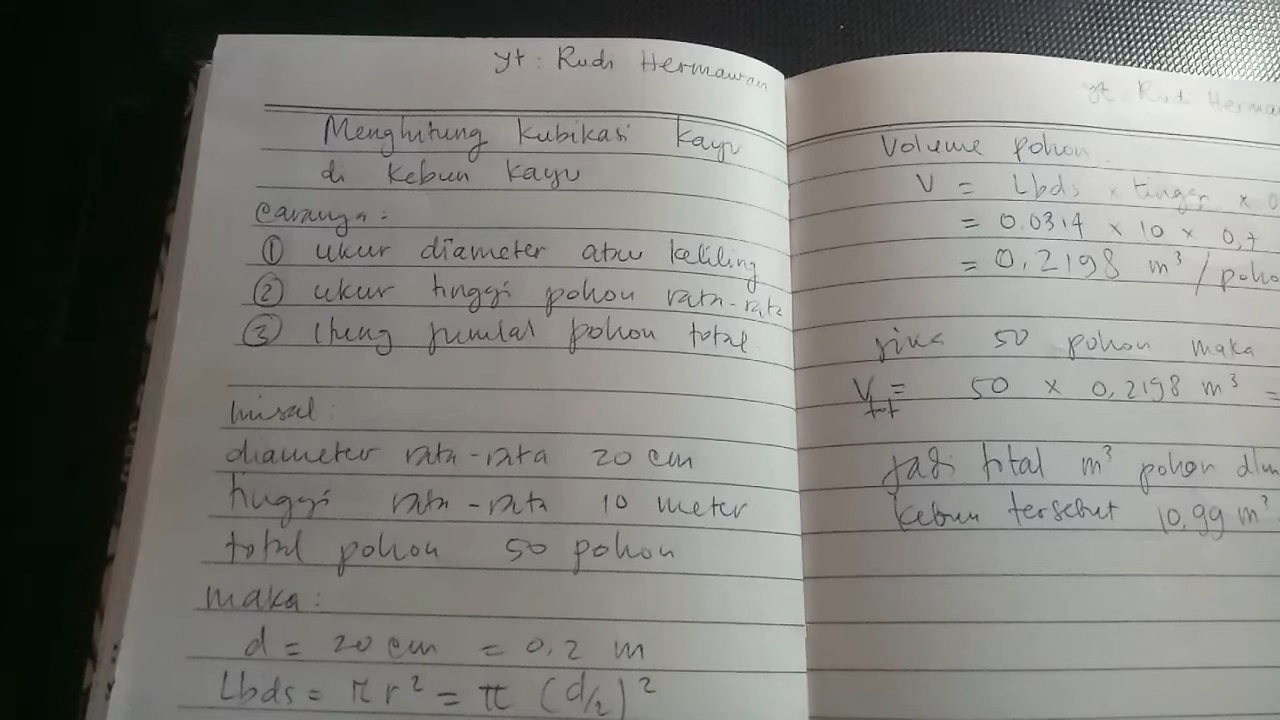 yt: Rudi Hermawan
Menghitung kubikasi kayu
di kebun kayu
Caranya:
① ukur diameter atau keliling
② ukur tinggi pohon rata-rata
③ itung jumlah pohon total
misal:
diameter rata-rata 20 cm
tinggi rata-rata 10 meter
total pohon 50 pohon
maka:
d = 20 cm = 0,2 m
Lbds = πr² = π (d/2)²
yt: Rudi Herma
Volume pohon
V = Lbds × tinggi × 0
= 0.0314 × 10 × 0,7
= 0,2198 m³/poho
jika 50 pohon maka
Vtot = 50 × 0,2198 m³ =
Jadi total m³ pohon dlm
kebun tersebut 10,99 m³